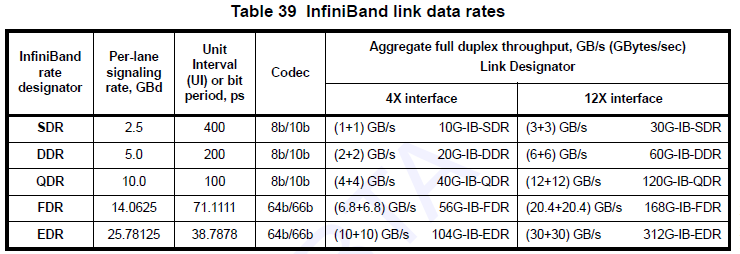 Table 39 InfiniBand link data rates
InfiniBand rate designator | Per-lane signaling rate, GBd | Unit Interval (UI) or bit period, ps | Codec | Aggregate full duplex throughput, GB/s (GBytes/sec) Link Designator
4X interface | 12X interface
SDR | 2.5 | 400 | 8b/10b | (1+1) GB/s 10G-IB-SDR | (3+3) GB/s 30G-IB-SDR
DDR | 5.0 | 200 | 8b/10b | (2+2) GB/s 20G-IB-DDR | (6+6) GB/s 60G-IB-DDR
QDR | 10.0 | 100 | 8b/10b | (4+4) GB/s 40G-IB-QDR | (12+12) GB/s 120G-IB-QDR
FDR | 14.0625 | 71.1111 | 64b/66b | (6.8+6.8) GB/s 56G-IB-FDR | (20.4+20.4) GB/s 168G-IB-FDR
EDR | 25.78125 | 38.7878 | 64b/66b | (10+10) GB/s 104G-IB-EDR | (30+30) GB/s 312G-IB-EDR